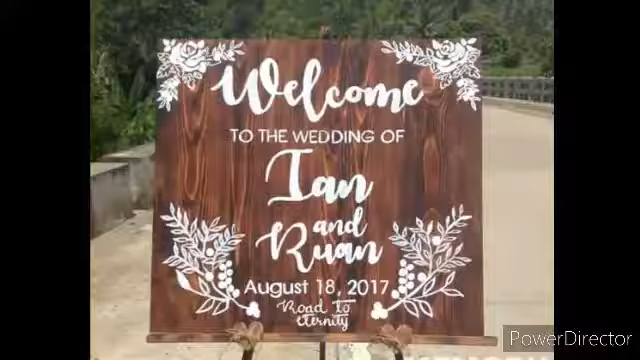 Welcome
TO THE WEDDING OF
Ian
and
Ruan
August 18, 2017
Road To
eternity
PowerDirector